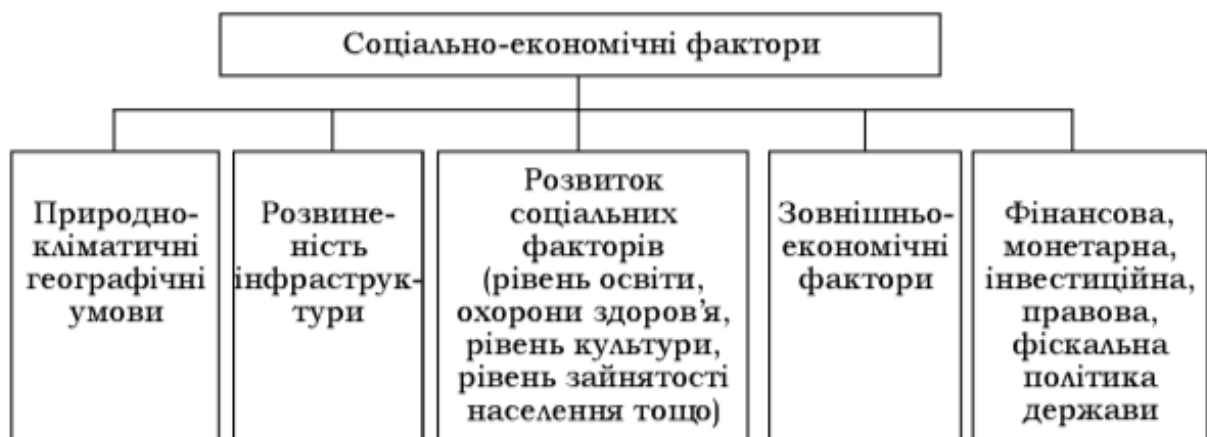 Соціально-економічні фактори
Природно-
кліматичні
географічні
умови
Розвине-
ність
інфраструк-
тури
Розвиток
соціальних
факторів
(рівень освіти,
охорони здоров’я,
рівень культури,
рівень зайнятості
населення тощо)
Зовнішньо-
економічні
фактори
Фінансова,
монетарна,
інвестиційна,
правова,
фіскальна
політика
держави